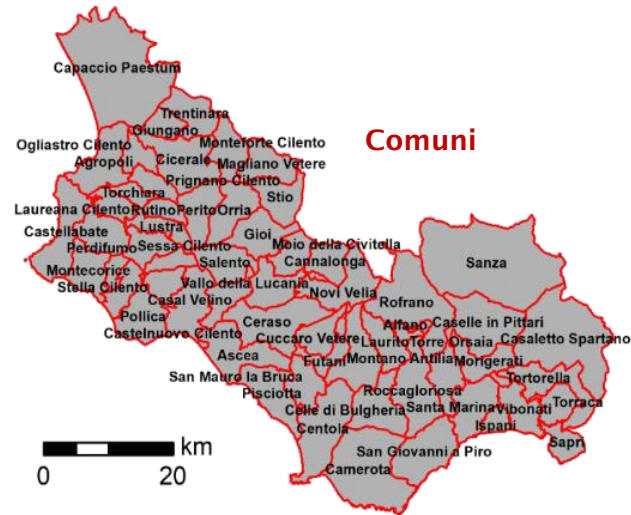 Capaccio Paestum
Trentinara
Giungano
Comuni
Monteforte Cilento
Ogliastro Cilento
Agropoli
Cicerale
Magliano Vetere
Prignano Cilento
Stio
Torchiara
Laureana Cilento
Rutino
Perito
Orria
Castellabate
Lustra
Gioi
Perdifumo
Sessa Cilento
Moio della Civitella
Montecorice
Salento
Cannalonga
Sanza
Stella Cilento
Vallo della Lucania
Novi Velia
Casal Velino
Rofrano
Pollica
Ceraso
Alfano
Caselle in Pittari
Castelnuovo Cilento
Cuccaro Vetere
Laurito
Torre Orsaia
Casaletto Spartano
Ascea
Futani
Montano Antilia
Morigerati
San Mauro la Bruca
Tortorella
Pisciotta
Roccagloriosa
Torraca
Celle di Bulgheria
Santa Marina
Vibonati
Centola
Ispani
San Giovanni a Piro
Sapri
Camerota
km
0 20